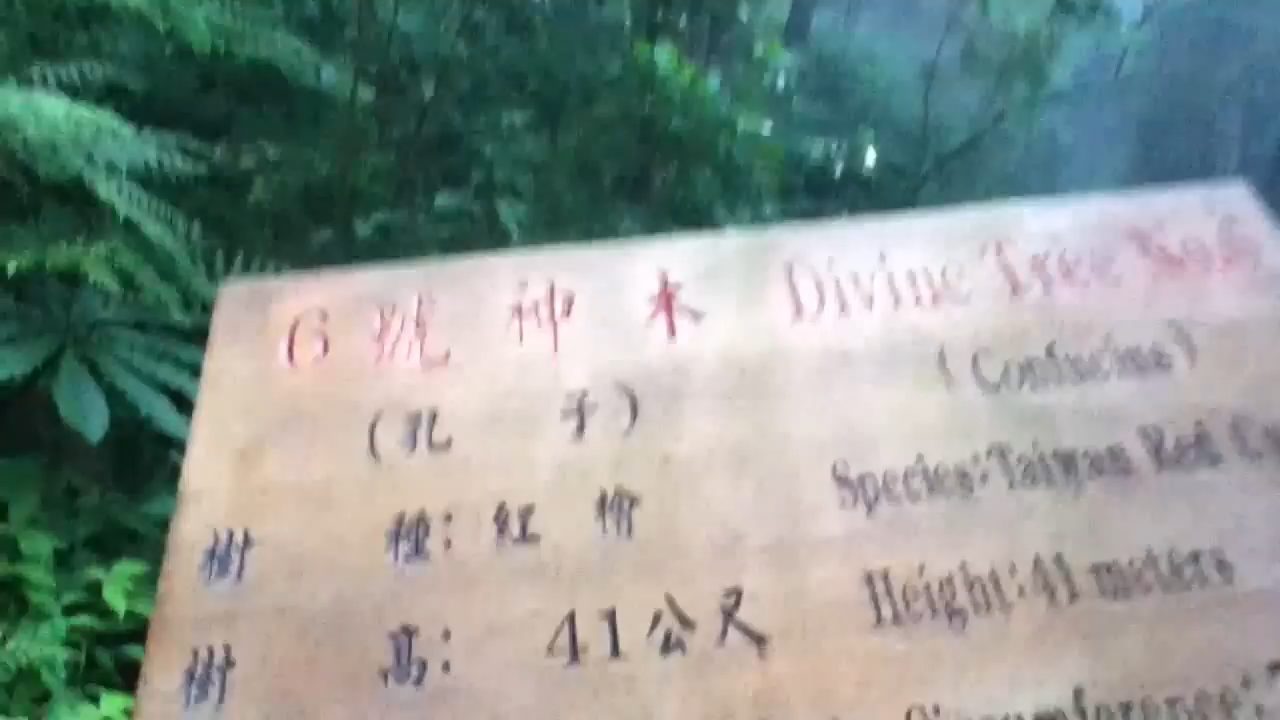 6號神木 Divine Tree No.6
(孔子) (Confucius)
樹種：紅檜 Species:Taiwan Red
樹高：41公尺 Height:41 meters
Circumference: